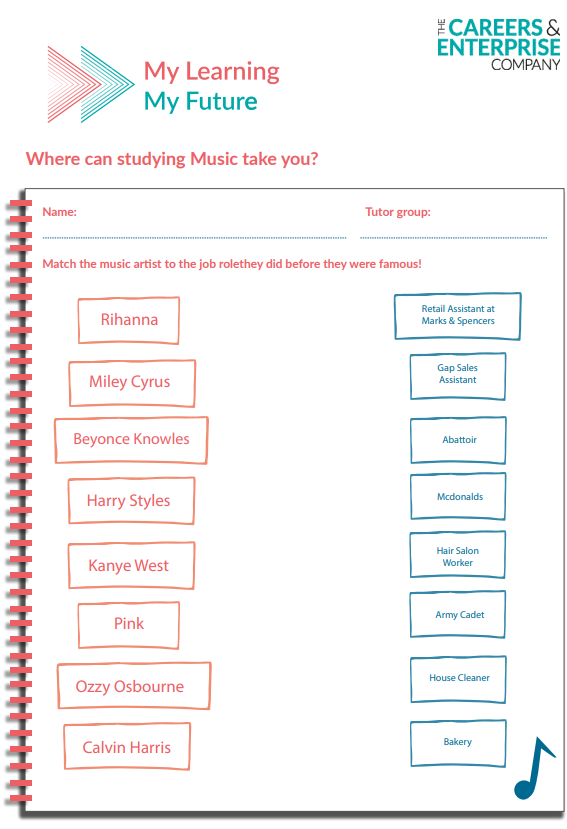 THE CAREERS &
ENTERPRISE
COMPANY
My Learning
My Future
Where can studying Music take you?
Name:
Tutor group:
Match the music artist to the job rolethey did before they were famous!
Rihanna
Retail Assistant at
Marks & Spencers
Miley Cyrus
Gap Sales
Assistant
Beyonce Knowles
Abattoir
Harry Styles
Mcdonalds
Kanye West
Hair Salon
Worker
Pink
Army Cadet
Ozzy Osbourne
House Cleaner
Calvin Harris
Bakery